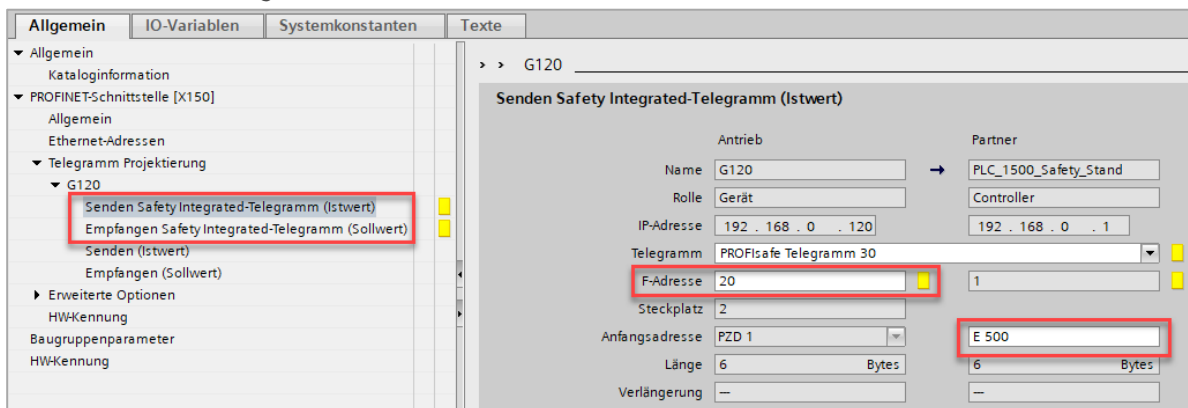 Allgemein IO-Variablen Systemkonstanten Texte
Allgemein
Kataloginformation
PROFINET-Schnittstelle [X150]
Allgemein
Ethernet-Adressen
Telegramm Projektierung
G120
Senden Safety Integrated-Telegramm (Istwert)
Empfangen Safety Integrated-Telegramm (Sollwert)
Senden (Istwert)
Empfangen (Sollwert)
Erweiterte Optionen
HW-Kennung
Baugruppenparameter
HW-Kennung
> > G120
Senden Safety Integrated-Telegramm (Istwert)
Antrieb Partner
Name G120 → PLC_1500_Safety_Stand
Rolle Gerät Controller
IP-Adresse 192 . 168 . 0 . 120 192 . 168 . 0 . 1
Telegramm PROFIsafe Telegramm 30
F-Adresse 20 1
Steckplatz 2
Anfangsadresse PZD 1 E 500
Länge 6 Bytes 6 Bytes
Verlängerung --- ---